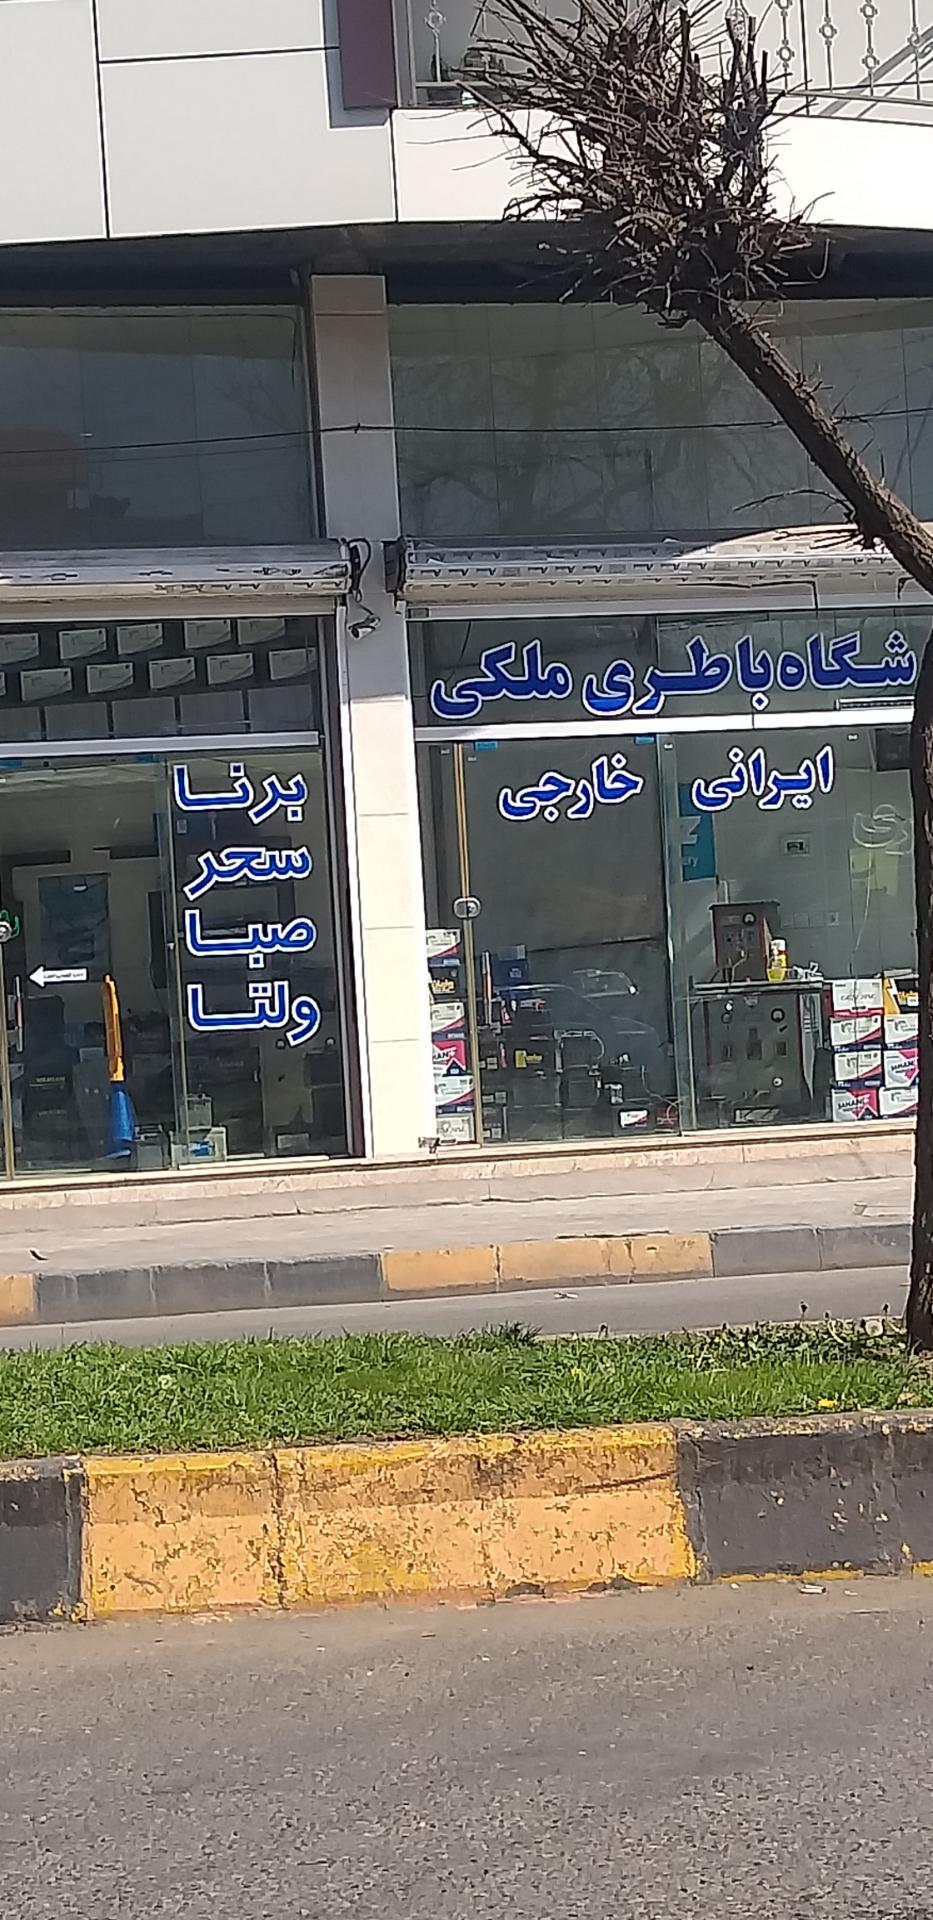 شگاه باطری ملکی
ایرانی خارجی
برنا
سحر
صبا
ولتا